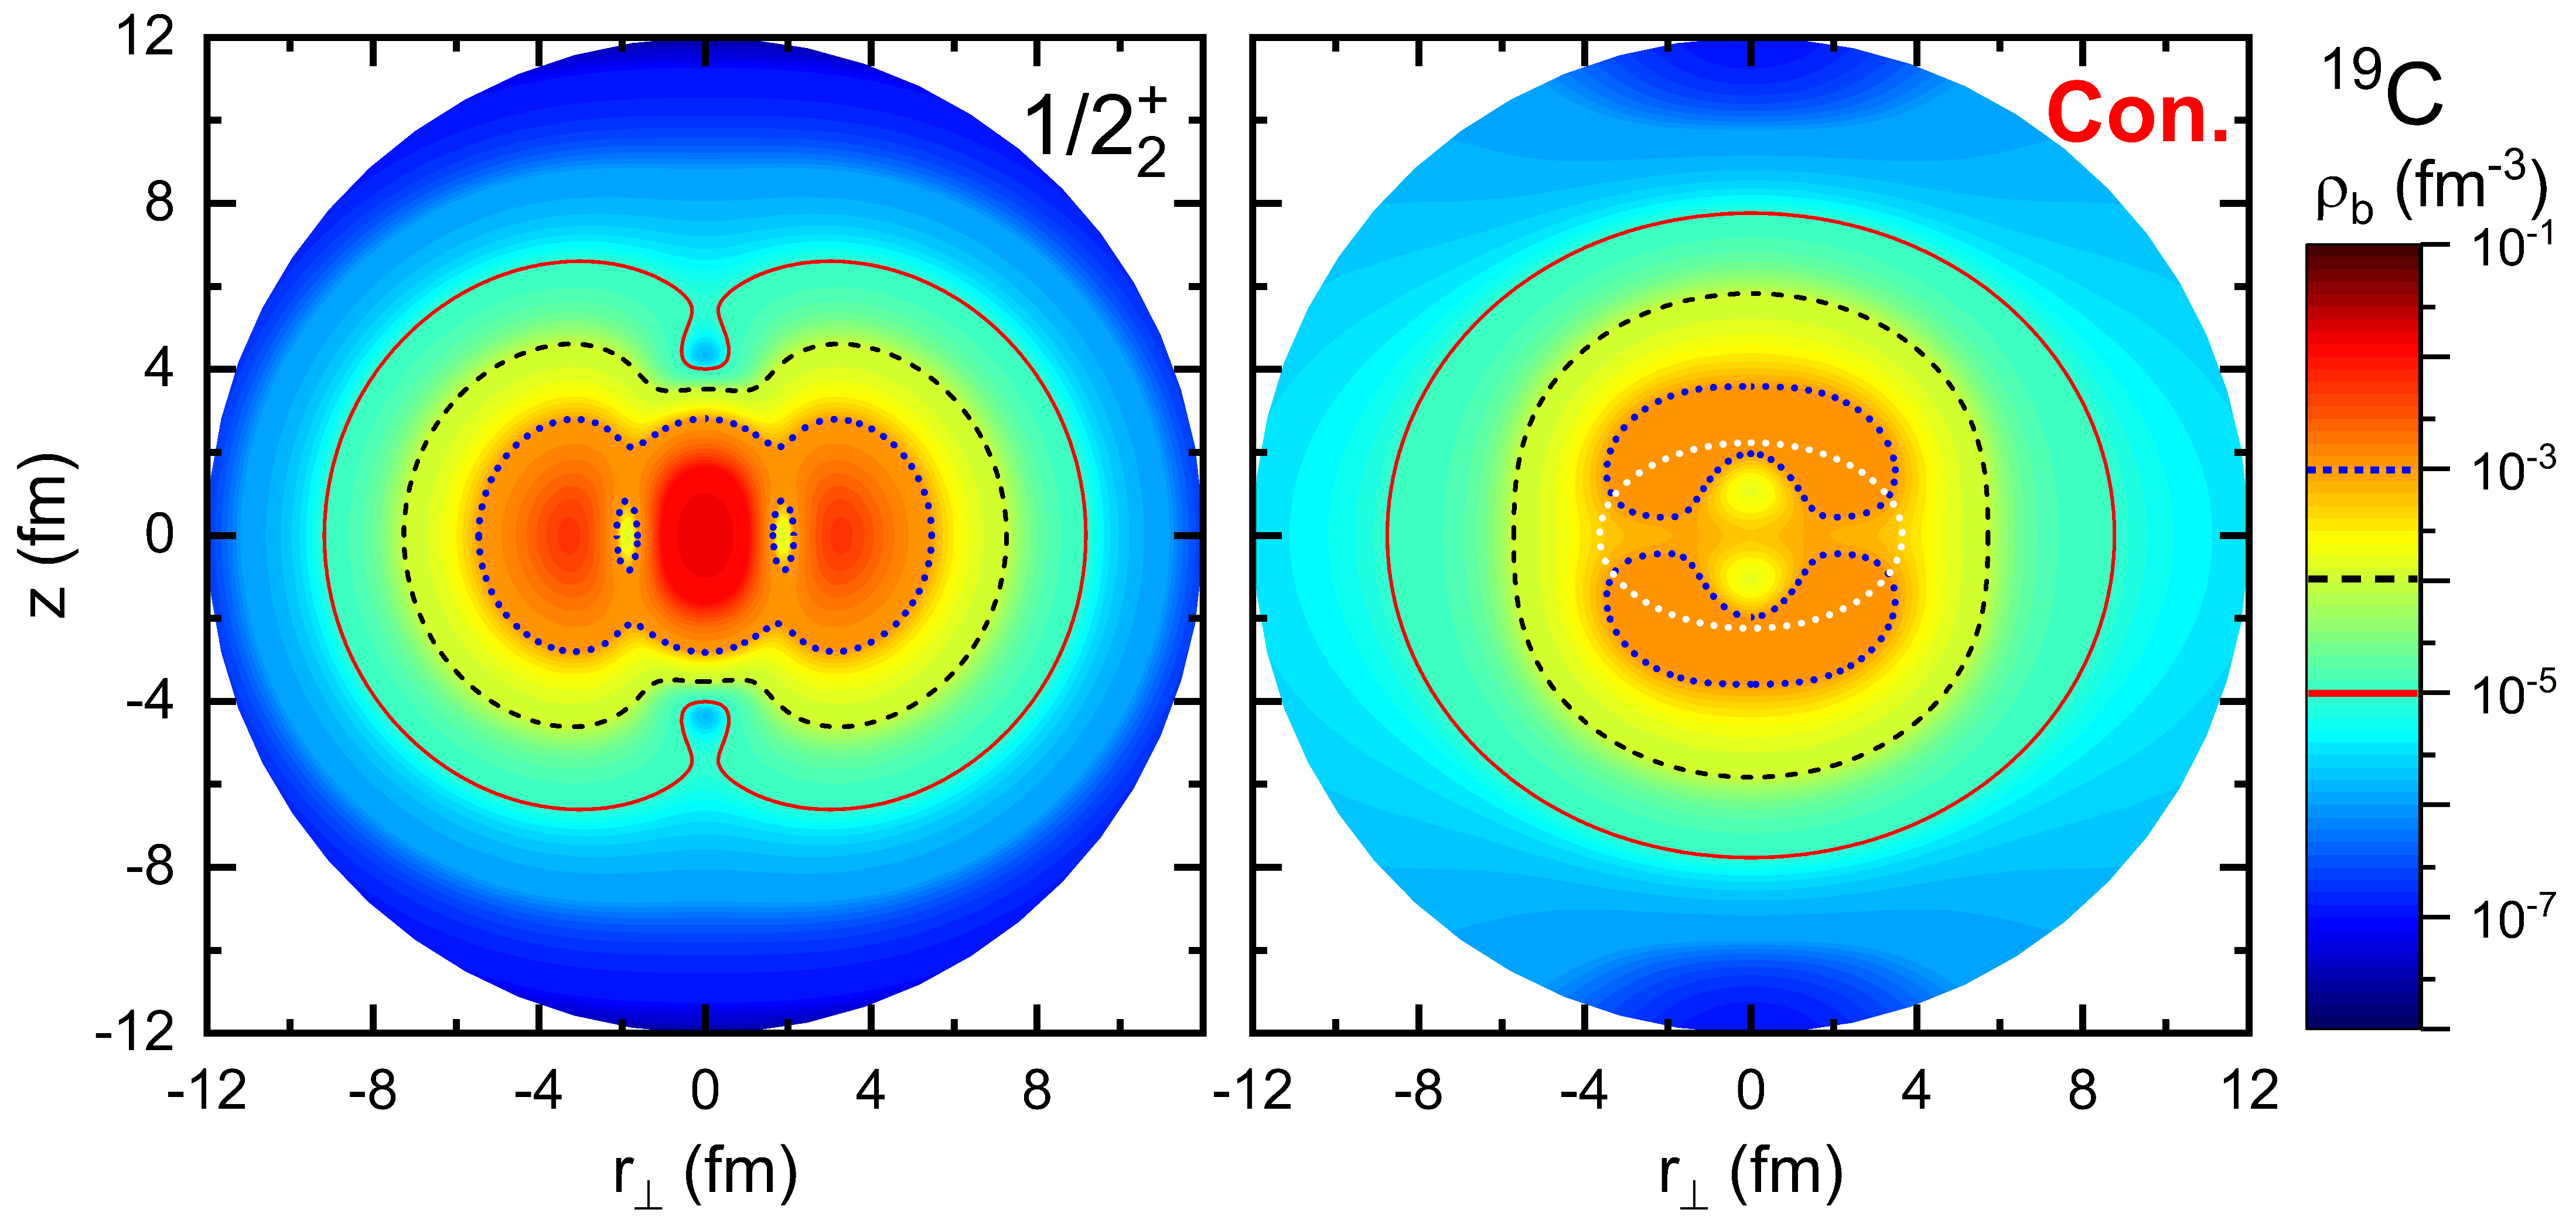 12
8
4
0
-4
-8
-12
z (fm)
-12 -8 -4 0 4 8
r⊥ (fm)
1/2₂⁺
Con.
-12 -8 -4 0 4 8 12
r⊥ (fm)
¹⁹C
ρb (fm⁻³)
10⁻¹
10⁻³
10⁻⁵
10⁻⁷